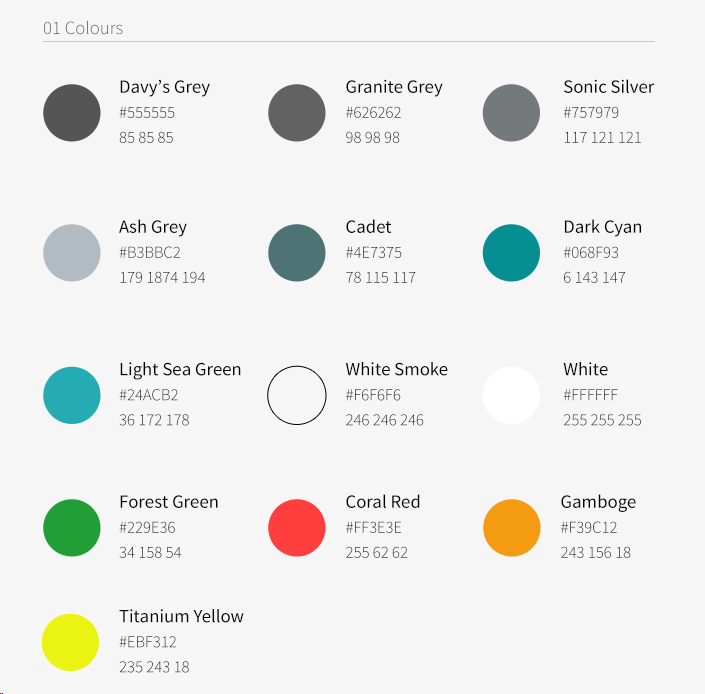 01 Colours
Davy's Grey
#555555
85 85 85
Granite Grey
#626262
98 98 98
Sonic Silver
#757979
117 121 121
Ash Grey
#B3BBC2
179 1874 194
Cadet
#4E7375
78 115 117
Dark Cyan
#068F93
6 143 147
Light Sea Green
#24ACB2
36 172 178
White Smoke
#F6F6F6
246 246 246
White
#FFFFFF
255 255 255
Forest Green
#229E36
34 158 54
Coral Red
#FF3E3E
255 62 62
Gamboge
#F39C12
243 156 18
Titanium Yellow
#EBF312
235 243 18